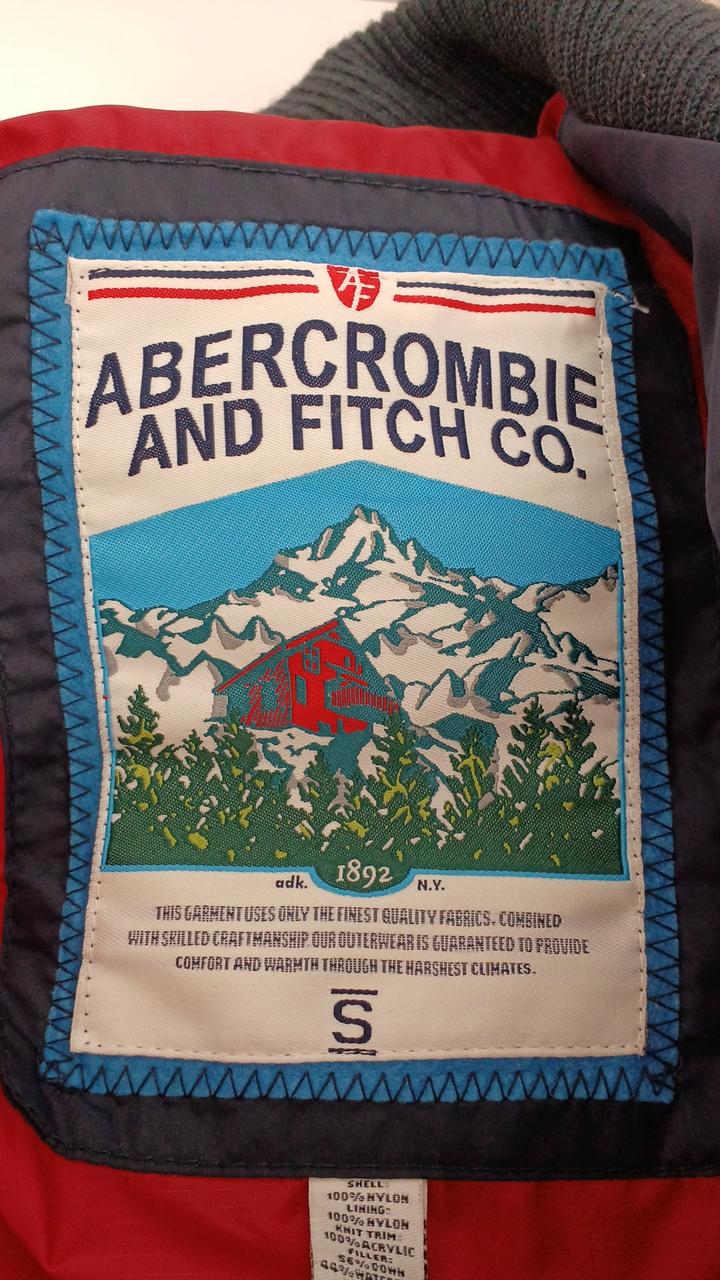 AF
ABERCROMBIE
AND FITCH CO.
adk. 1892 N.Y.
THIS GARMENT USES ONLY THE FINEST QUALITY FABRICS. COMBINED
WITH SKILLED CRAFTMANSHIP. OUR OUTERWEAR IS GUARANTEED TO PROVIDE
COMFORT AND WARMTH THROUGH THE HARSHEST CLIMATES.
S
SHELL:
100% NYLON
LINING:
100% NYLON
KNIT TRIM:
100% ACRYLIC
FILLER:
56% DOWN